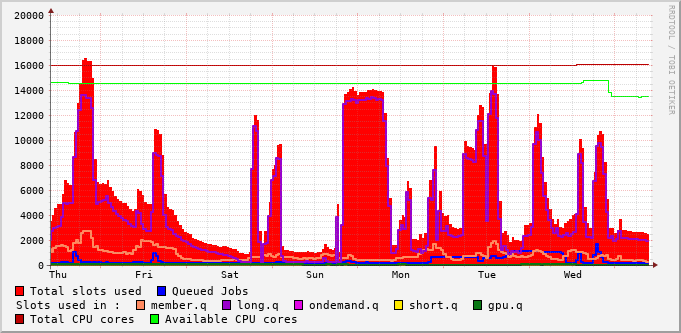 20000
18000
16000
14000
12000
10000
8000
6000
4000
2000
0
Thu Fri Sat Sun Mon Tue Wed
RRDTOOL / TOBI OETIKER
Total slots used Queued Jobs
Slots used in : member.q long.q ondemand.q short.q gpu.q
Total CPU cores
Available CPU cores